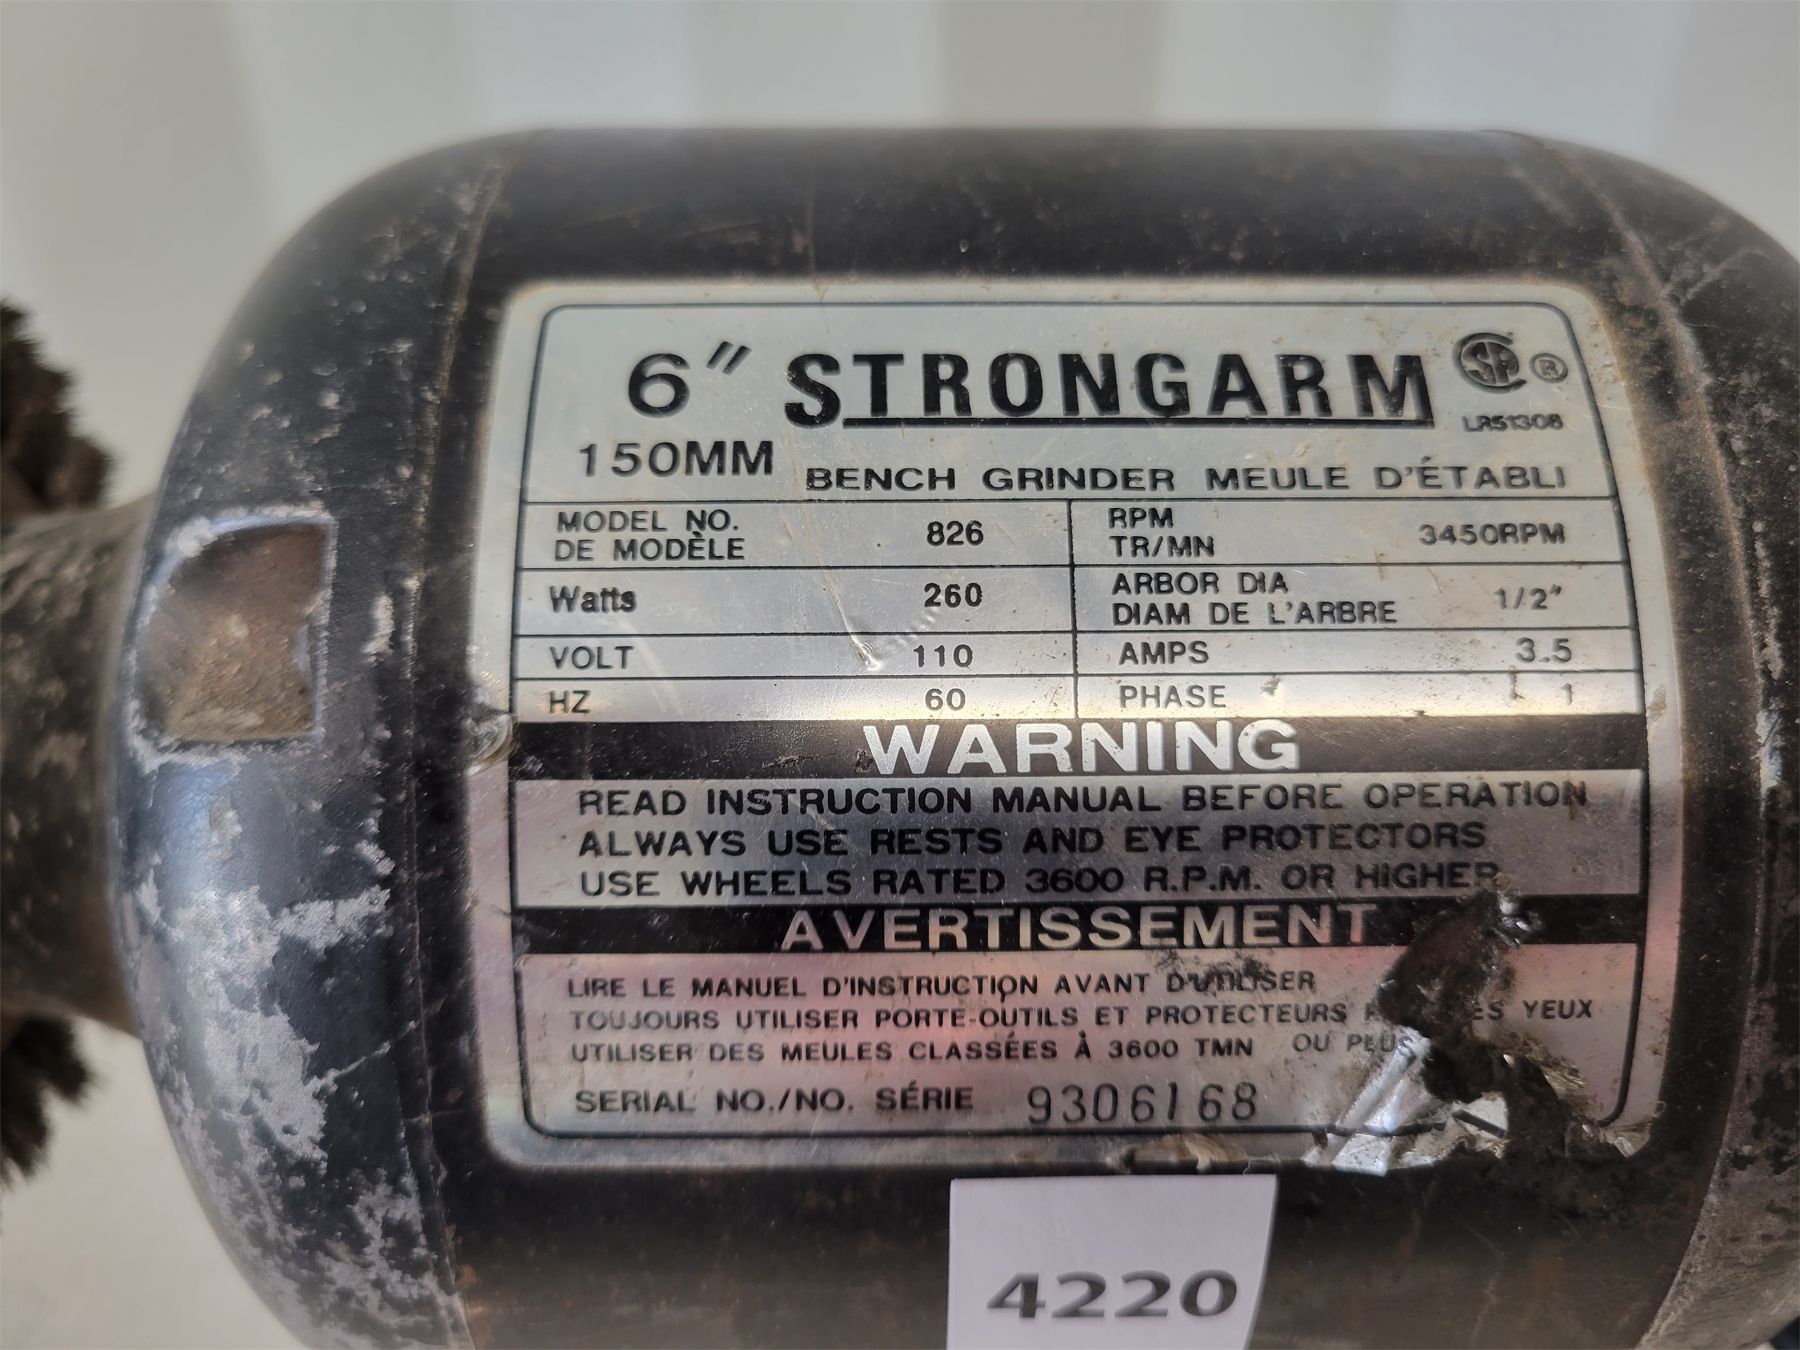 6" STRONGARM SA ®
LR51308
150MM BENCH GRINDER MEULE D'ÉTABLI
MODEL NO. 826 RPM 3450RPM
DE MODÈLE TR/MN
Watts 260 ARBOR DIA 1/2"
DIAM DE L'ARBRE
VOLT 110 AMPS 3.5
HZ 60 PHASE 1
WARNING
READ INSTRUCTION MANUAL BEFORE OPERATION
ALWAYS USE RESTS AND EYE PROTECTORS
USE WHEELS RATED 3600 R.P.M. OR HIGHER
AVERTISSEMENT
LIRE LE MANUEL D'INSTRUCTION AVANT D'UTILISER
TOUJOURS UTILISER PORTE-OUTILS ET PROTECTEURS YEUX
UTILISER DES MEULES CLASSÉES À 3600 TMN OU PLUS
SERIAL NO./NO. SÉRIE 9306168
4220